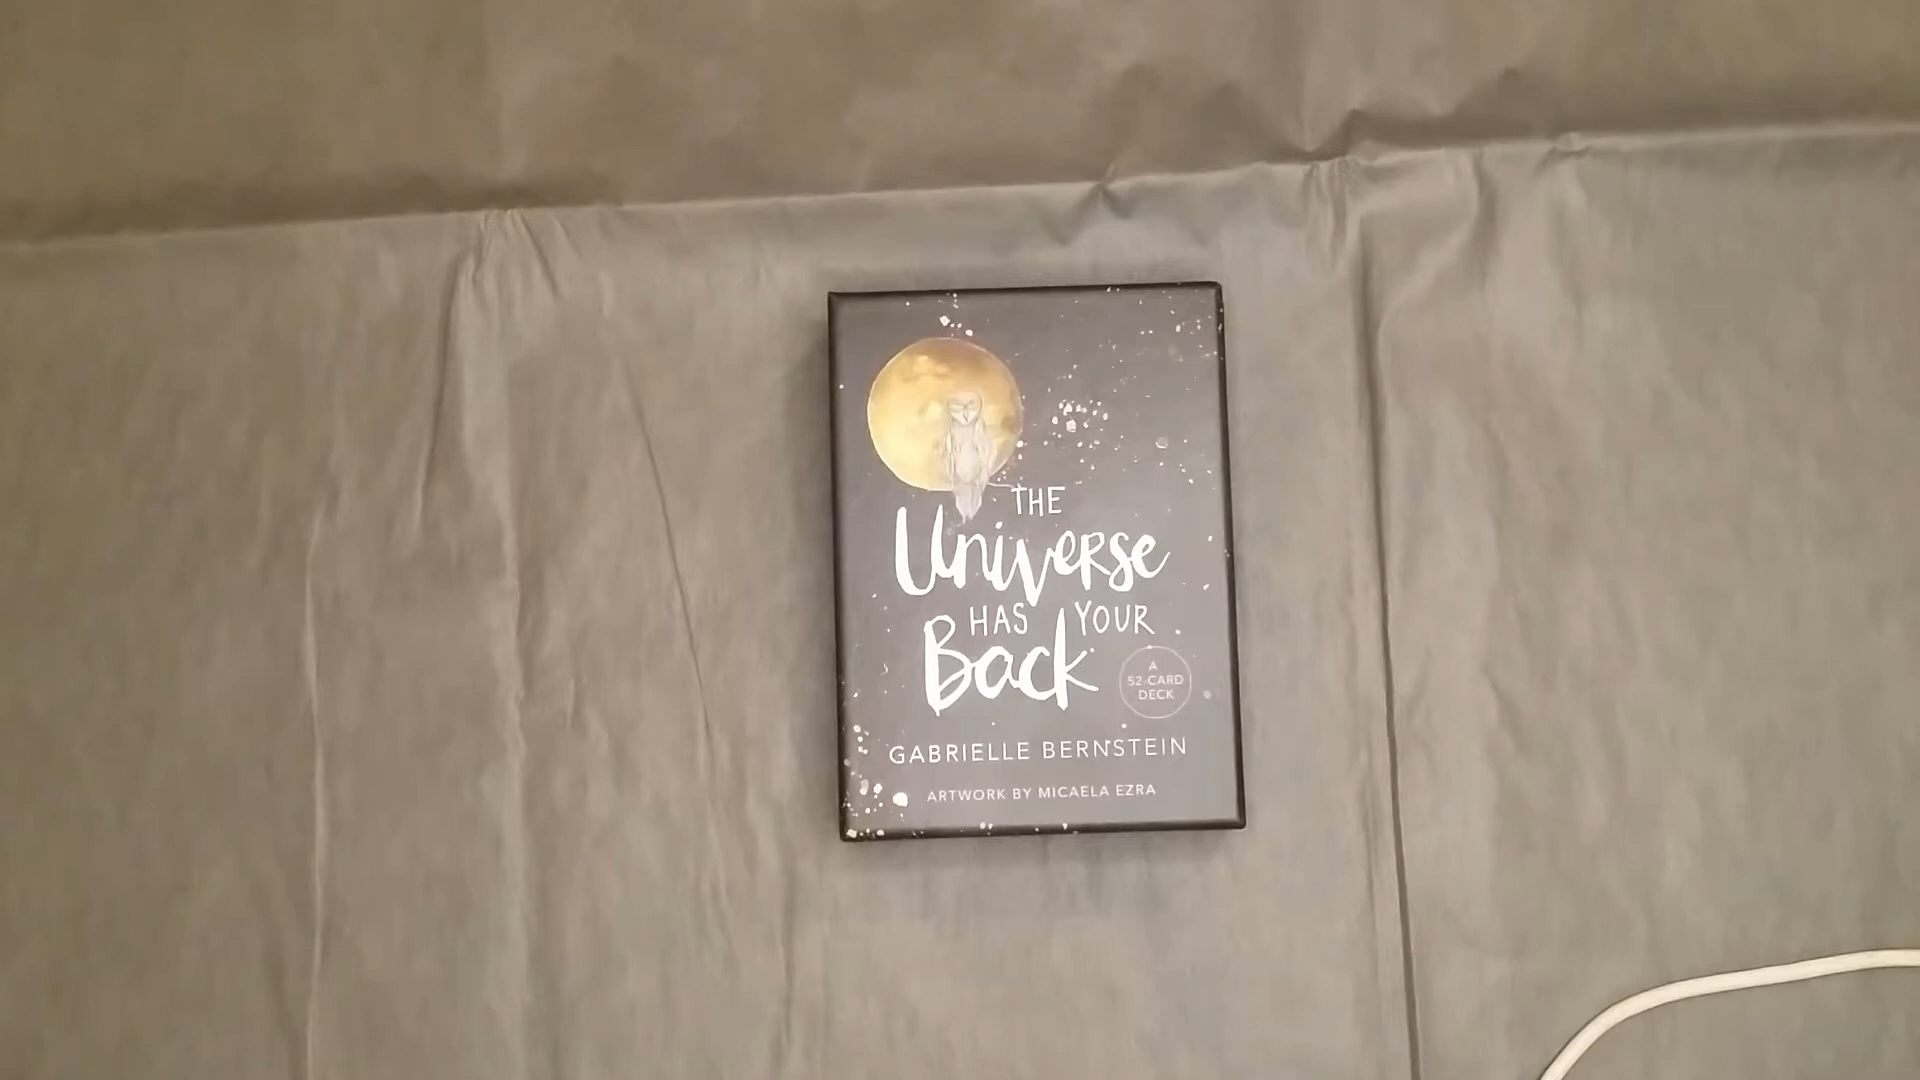 THE
Universe
HAS YOUR
Back
A
52-CARD
DECK
GABRIELLE BERNSTEIN
ARTWORK BY MICAELA EZRA